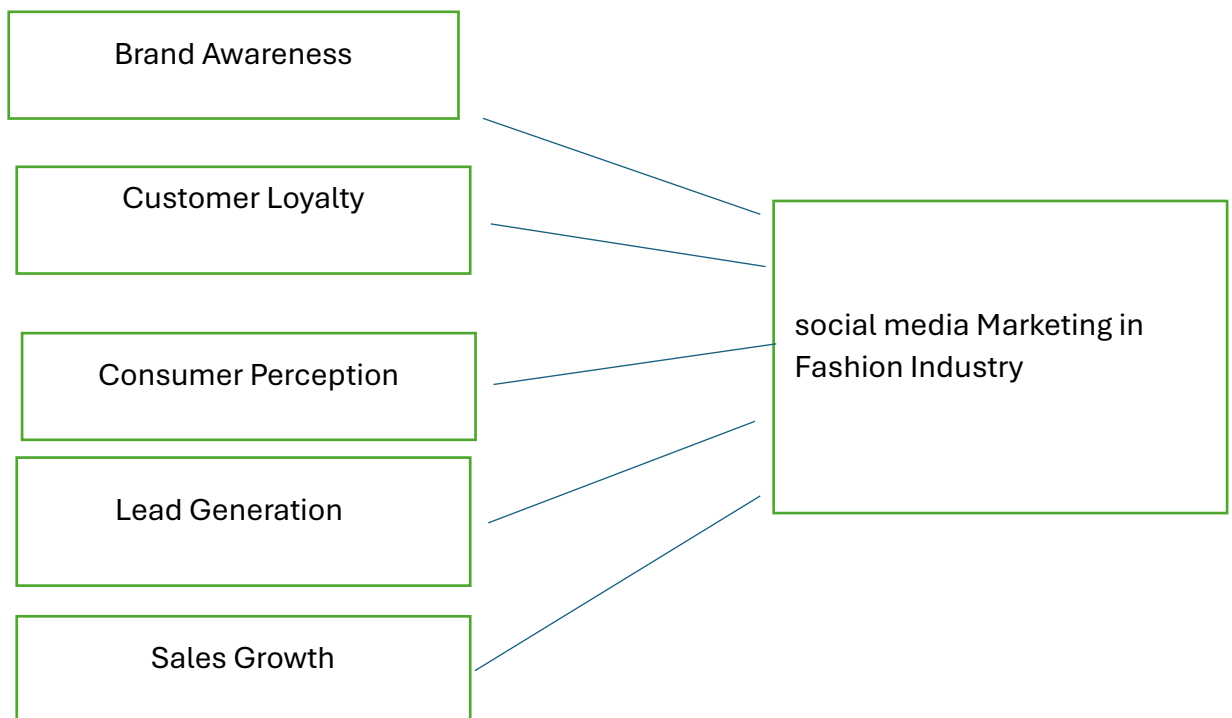 Brand Awareness
Customer Loyalty
Consumer Perception
Lead Generation
Sales Growth
social media Marketing in
Fashion Industry